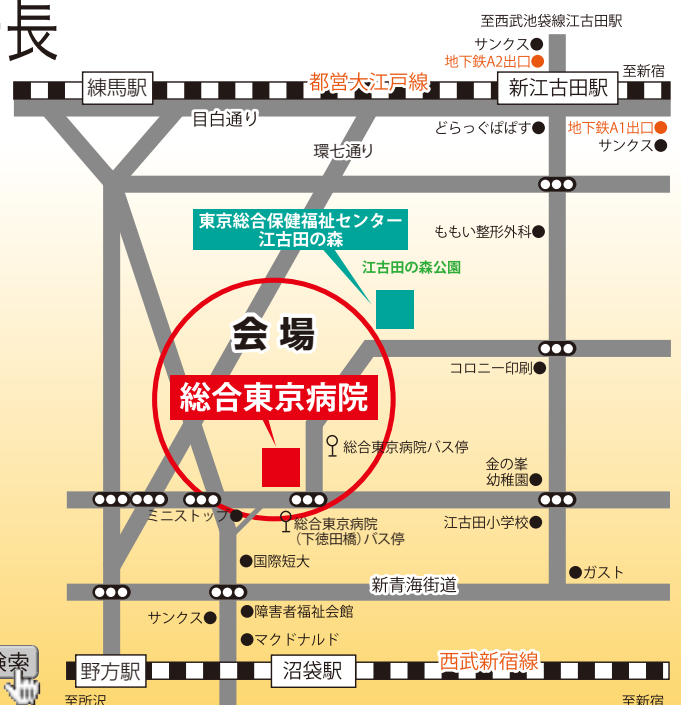 長
至西武池袋線江古田駅
サンクス
地下鉄A2出口
都営大江戸線
至新宿
練馬駅
新江古田駅
目白通り
どらっぐぱぱす
地下鉄A1出口
サンクス
環七通り
東京総合保健福祉センター
江古田の森
ももい整形外科
江古田の森公園
会場
コロニー印刷
総合東京病院
総合東京病院バス停
金の峯
幼稚園
ミニストップ
総合東京病院
（下徳田橋）バス停
江古田小学校
国際短大
ガスト
新青海街道
サンクス
障害者福祉会館
マクドナルド
検索
野方駅
沼袋駅
西武新宿線
至所沢
至新宿